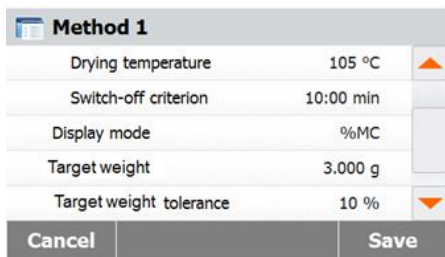 Method 1
Drying temperature 105 °C
Switch-off criterion 10:00 min
Display mode %MC
Target weight 3.000 g
Target weight tolerance 10 %
Cancel Save